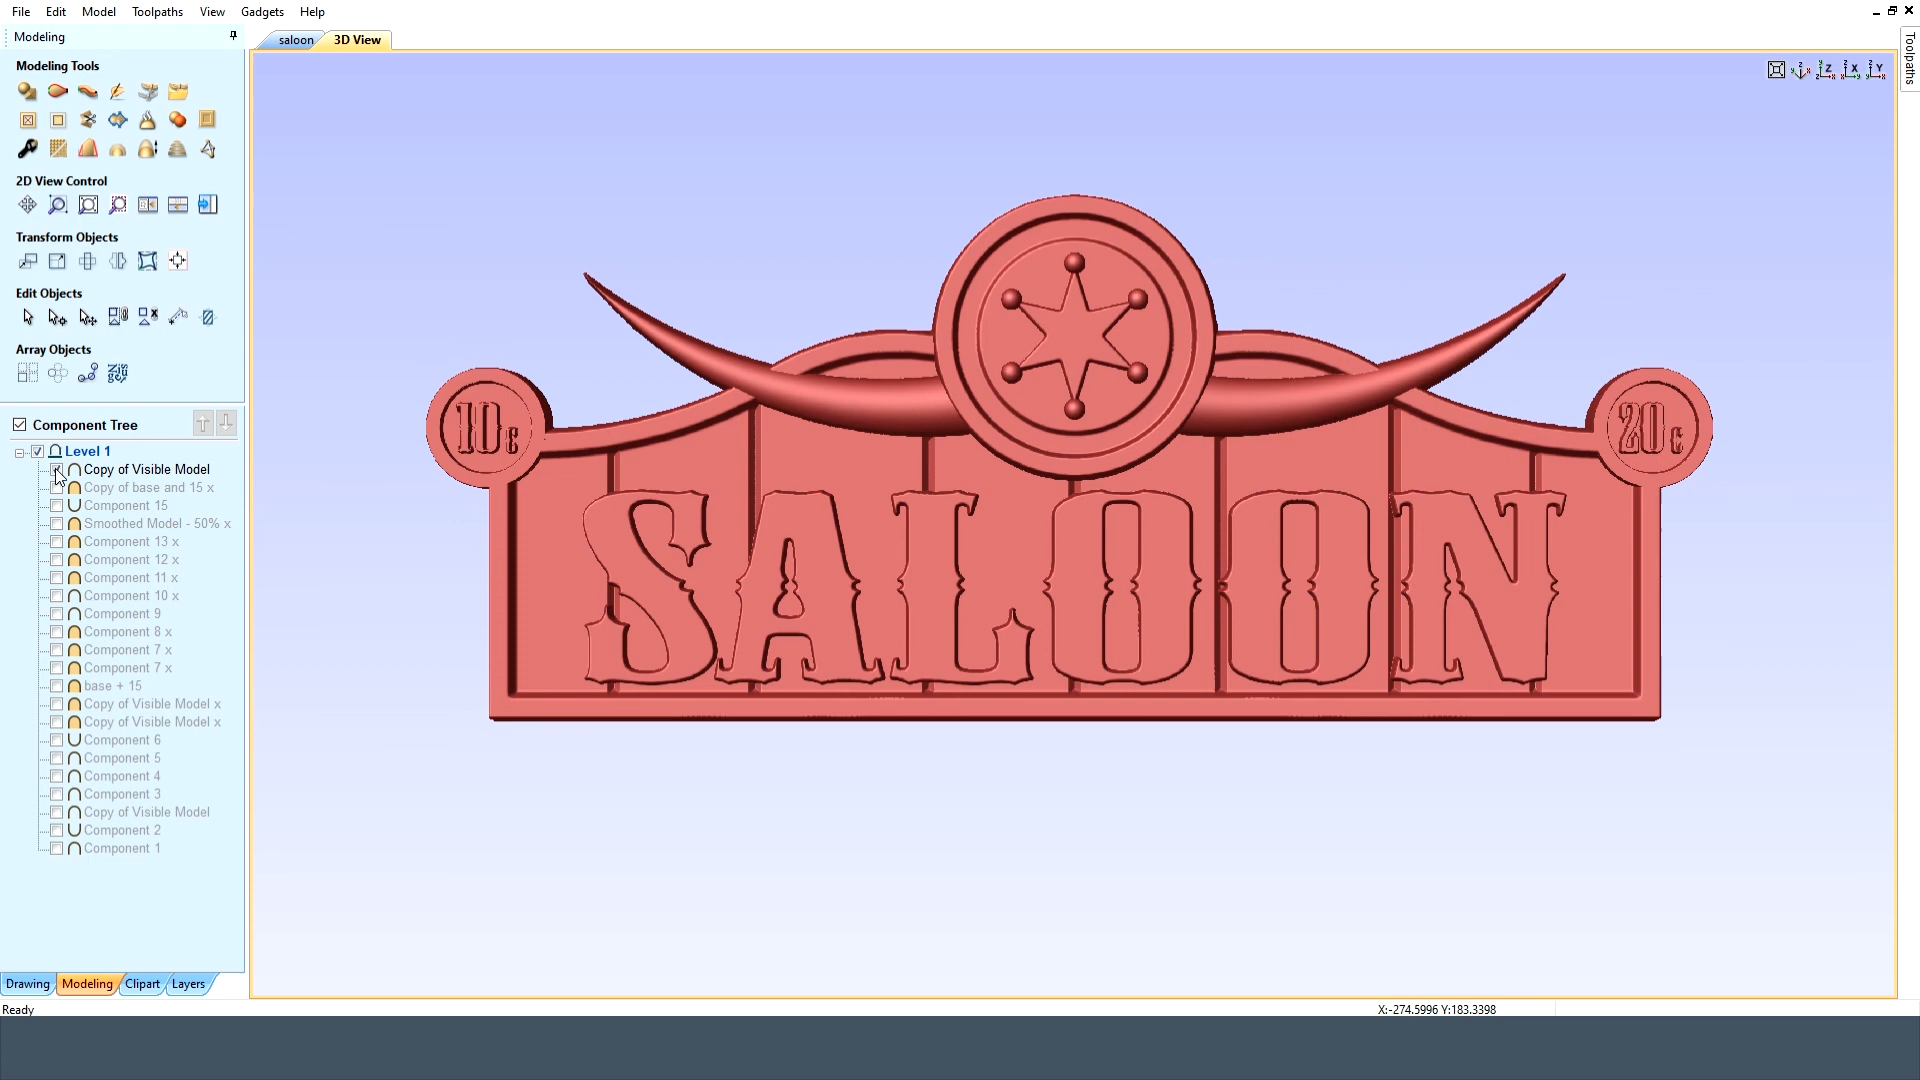 File Edit Model Toolpaths View Gadgets Help
Modeling
saloon 3D View
Toolpaths
Modeling Tools
2D View Control
Transform Objects
Edit Objects
Array Objects
Component Tree
Level 1
Copy of Visible Model
Copy of base and 15 x
Component 15
Smoothed Model - 50% x
Component 13 x
Component 12 x
Component 11 x
Component 10 x
Component 9
Component 8 x
Component 7 x
Component 7 x
base + 15
Copy of Visible Model x
Copy of Visible Model x
Component 6
Component 5
Component 4
Component 3
Copy of Visible Model
Component 2
Component 1
10¢
20¢
SALOON
Drawing Modeling Clipart Layers
Ready
X:-274.5996 Y:183.3398